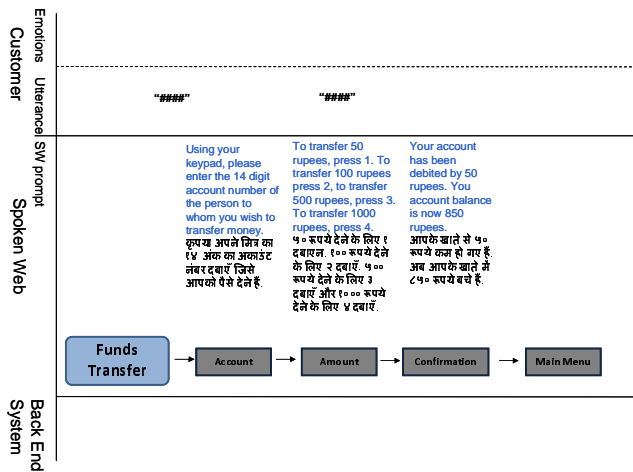 Customer
Emotions
Utterance
“####”
“####”
Spoken Web
SW prompt
Using your
keypad, please
enter the 14 digit
account number of
the person to
whom you wish to
transfer money.
कृपया अपने मित्र का
१४ अंक का अकाउंट
नंबर दबाएँ जिसे
आपको पैसे देने हैं.
To transfer 50
rupees, press 1. To
transfer 100 rupees
press 2, to transfer
500 rupees, press 3.
To transfer 1000
rupees, press 4.
५० रूपये देने के लिए १
दबाएन. १०० रूपये देने
के लिए २ दबाएँ. ५००
रूपये देने के लिए ३
दबाएँ और १००० रूपये
देने के लिए ४ दबाएँ.
Your account
has been
debited by 50
rupees. You
account balance
is now 850
rupees.
आपके खाते से ५०
रूपये कम हो गए हैं.
अब आपके खाते में
८५० रूपये बचे हैं.
Funds
Transfer
Account
Amount
Confirmation
Main Menu
Back End
System